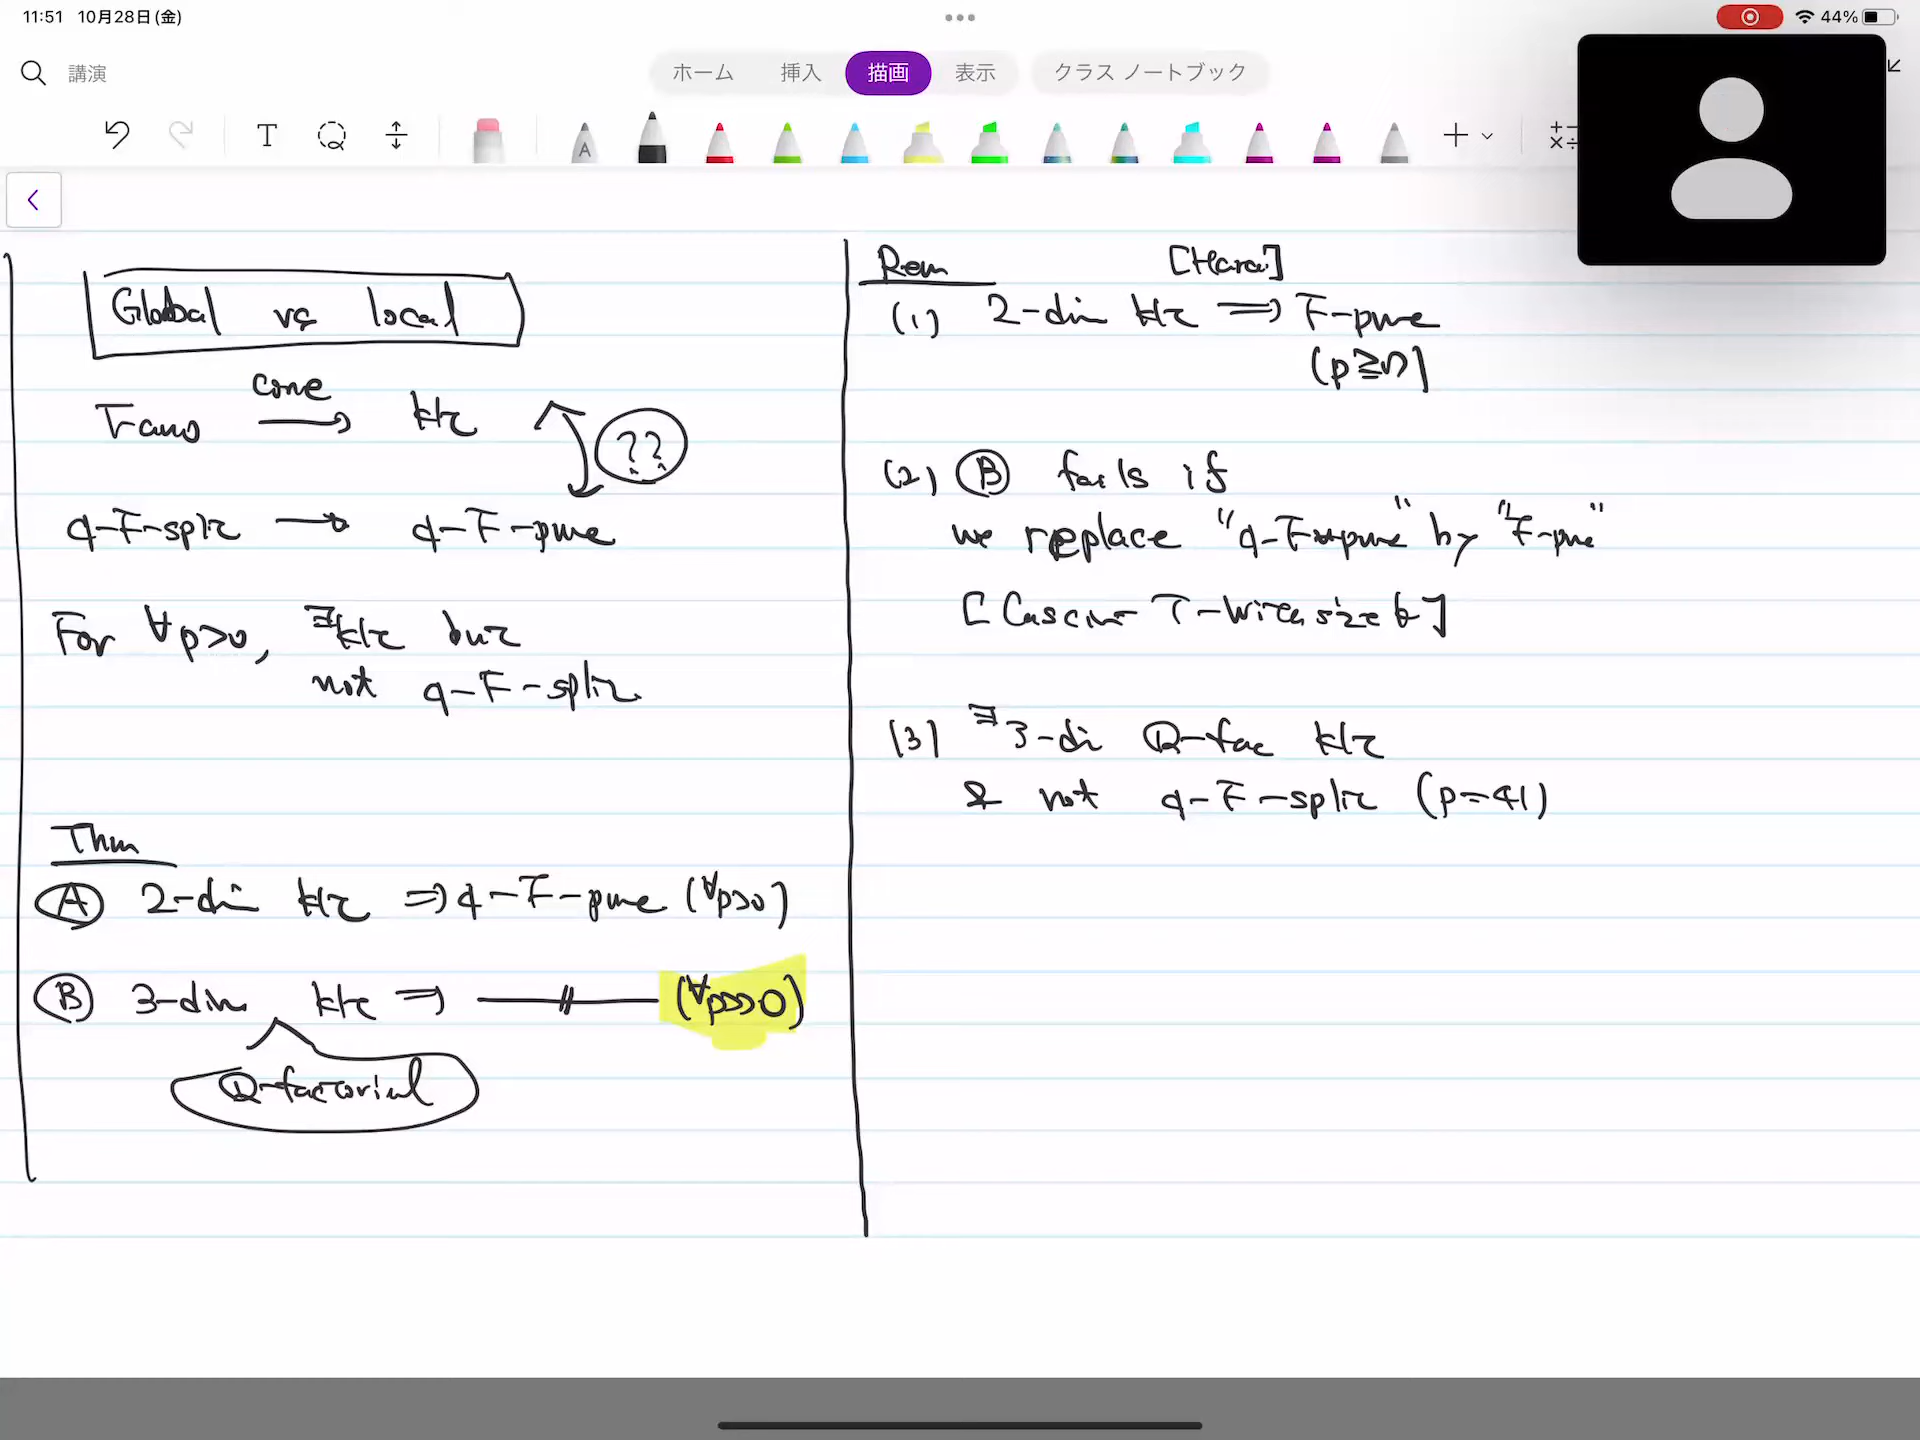 11:51 10月28日(金)
44%
講演
ホーム 挿入 描画 表示 クラス ノートブック
Global vs local
Fano cone → klt
??
q-F-split → q-F-pure
For ∀p>0, ∃klt but
not q-F-split
Thm
Ⓐ 2-dim klt ⇒ q-F-pure (∀p>0)
Ⓑ 3-dim klt ⇒ —〃— (∀p>>0)
Q-factorial
Rem [Hara]
(1) 2-dim klt ⇒ F-pure
(p≧7)
(2) Ⓑ fails if
we replace "q-F-pure" by "F-pure"
[Cascini-T-Witaszek]
(3) ∃3-dim Q-fac klt
& not q-F-split (p=41)